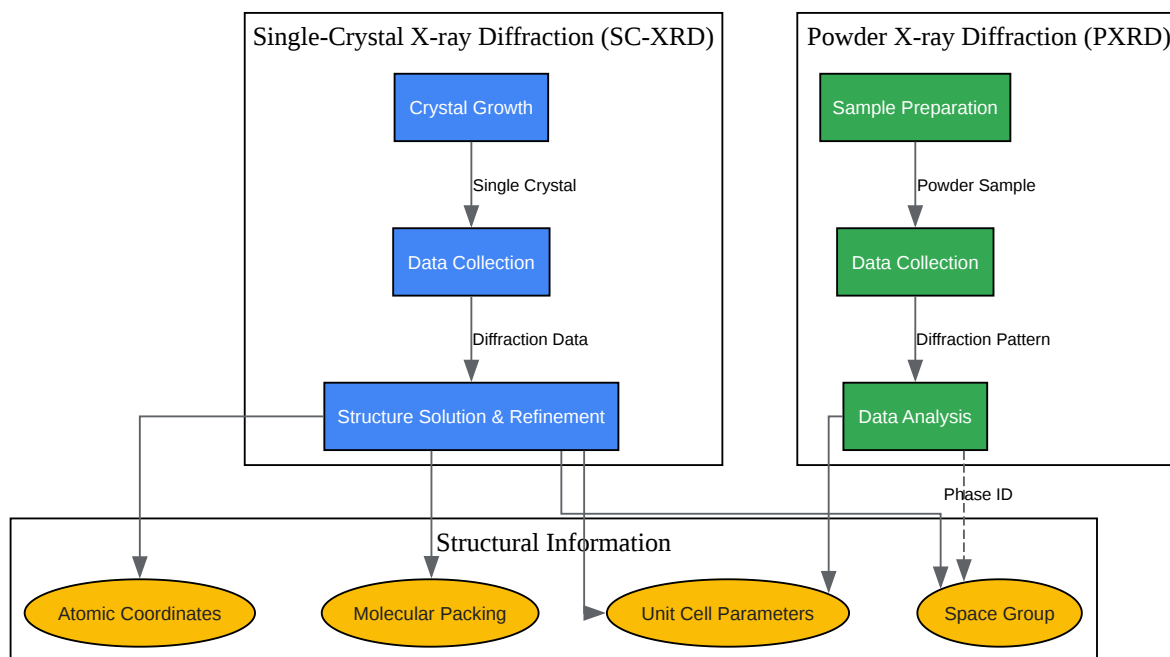 Single-Crystal X-ray Diffraction (SC-XRD)
Crystal Growth
Single Crystal
Data Collection
Diffraction Data
Structure Solution & Refinement
Powder X-ray Diffraction (PXRD)
Sample Preparation
Powder Sample
Data Collection
Diffraction Pattern
Data Analysis
Phase ID
Structural Information
Atomic Coordinates
Molecular Packing
Unit Cell Parameters
Space Group